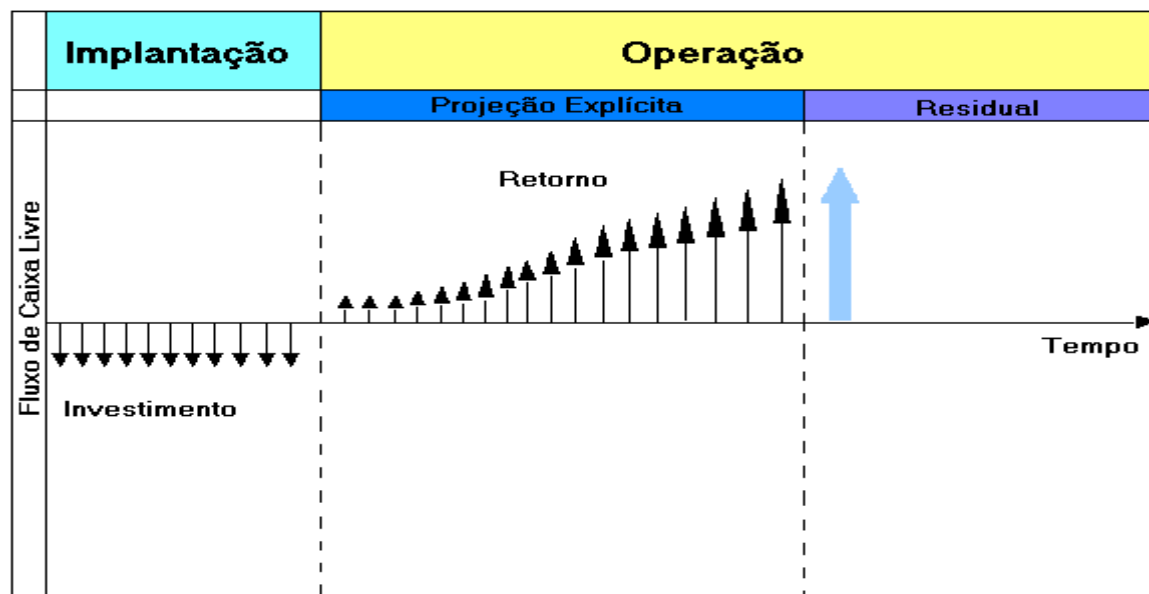 Implantação
Operação
Projeção Explícita
Residual
Fluxo de Caixa Livre
Retorno
Tempo
Investimento